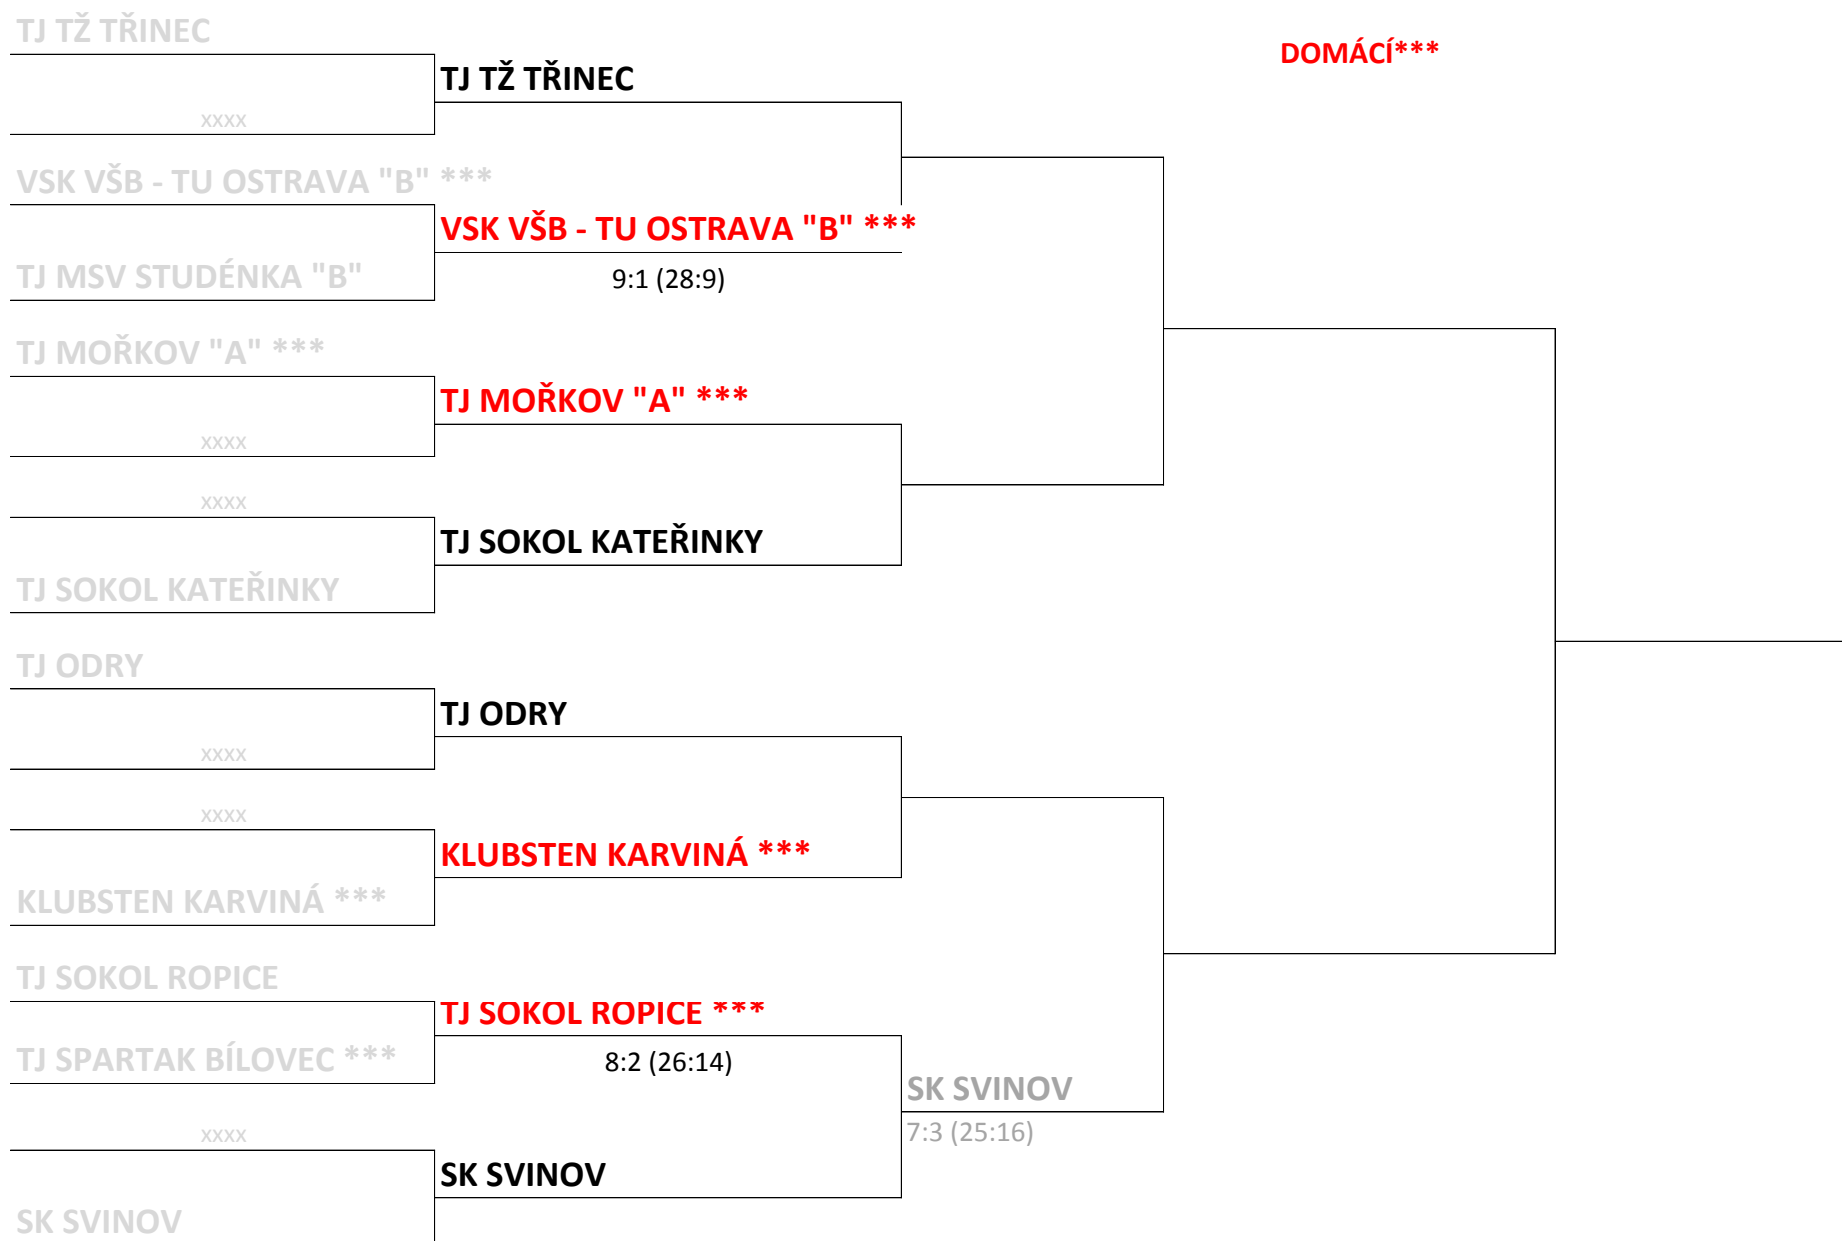 TJ TŽ TŘINEC
DOMÁCÍ***
TJ TŽ TŘINEC
xxxx
VSK VŠB - TU OSTRAVA "B" ***
VSK VŠB - TU OSTRAVA "B" ***
TJ MSV STUDÉNKA "B"
9:1 (28:9)
TJ MOŘKOV "A" ***
TJ MOŘKOV "A" ***
xxxx
xxxx
TJ SOKOL KATEŘINKY
TJ SOKOL KATEŘINKY
TJ ODRY
TJ ODRY
xxxx
xxxx
KLUBSTEN KARVINÁ ***
KLUBSTEN KARVINÁ ***
TJ SOKOL ROPICE
TJ SOKOL ROPICE ***
TJ SPARTAK BÍLOVEC ***
8:2 (26:14)
SK SVINOV
xxxx
7:3 (25:16)
SK SVINOV
SK SVINOV